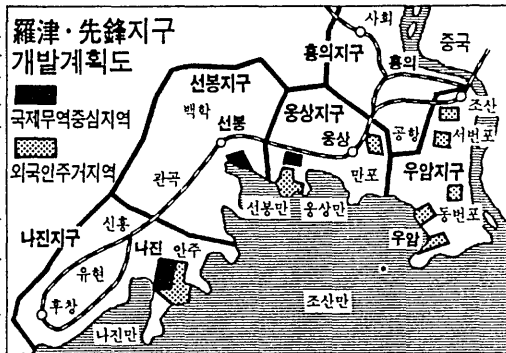 羅津·先鋒지구
개발계획도
국제무역중심지역
외국인주거지역
사회
중국
홍의지구
홍의
선봉지구
백학
선봉
웅상지구
웅상
조산
공항
서번포
관곡
만포
우암지구
선봉만
웅상만
동번포
우암
나진지구
신흥
나진
안주
유현
후창
나진만
조산만